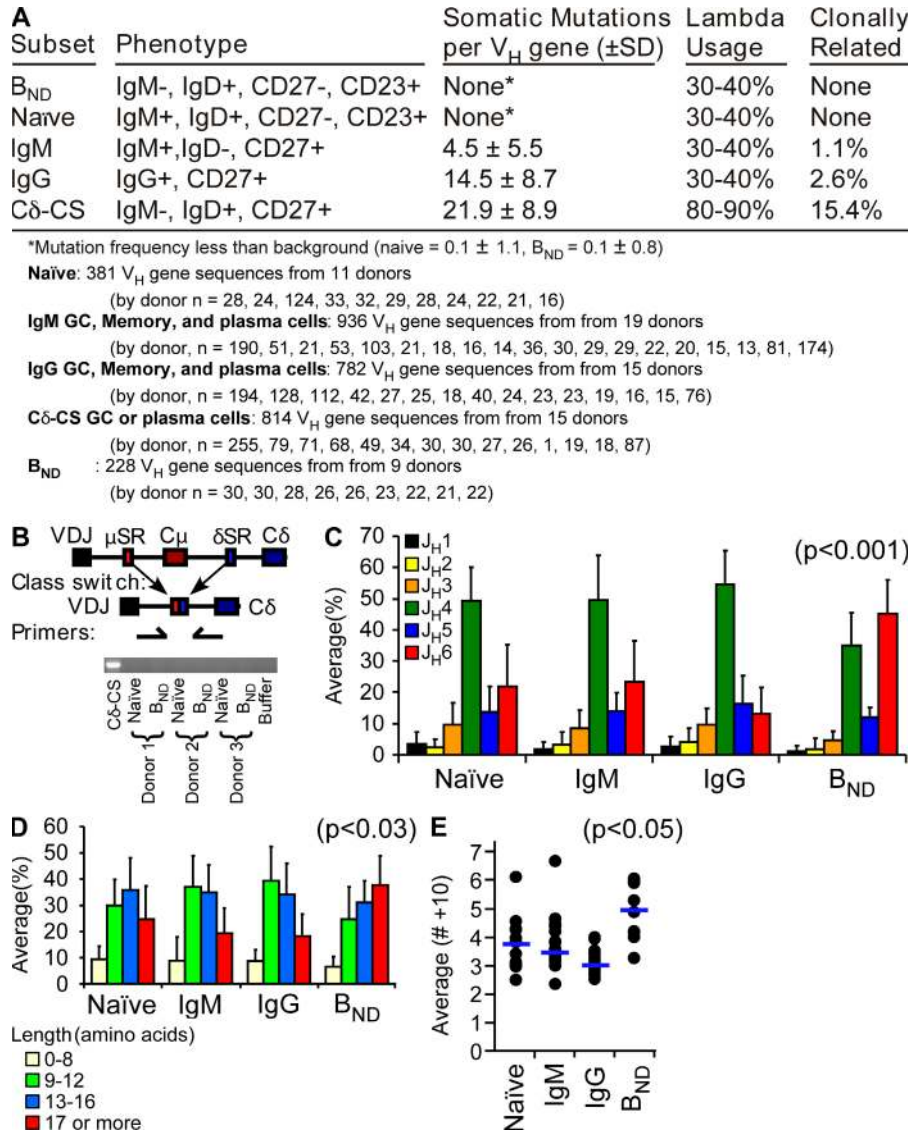 A
Somatic Mutations Lambda Clonally
Subset Phenotype per VH gene (±SD) Usage Related
BND IgM-, IgD+, CD27-, CD23+ None* 30-40% None
Naïve IgM+, IgD+, CD27-, CD23+ None* 30-40% None
IgM IgM+,IgD-, CD27+ 4.5 ± 5.5 30-40% 1.1%
IgG IgG+, CD27+ 14.5 ± 8.7 30-40% 2.6%
Cδ-CS IgM-, IgD+, CD27+ 21.9 ± 8.9 80-90% 15.4%
*Mutation frequency less than background (naive = 0.1 ± 1.1, BND = 0.1 ± 0.8)
Naïve: 381 VH gene sequences from 11 donors
(by donor n = 28, 24, 124, 33, 32, 29, 28, 24, 22, 21, 16)
IgM GC, Memory, and plasma cells: 936 VH gene sequences from from 19 donors
(by donor, n = 190, 51, 21, 53, 103, 21, 18, 16, 14, 36, 30, 29, 29, 22, 20, 15, 13, 81, 174)
IgG GC, Memory, and plasma cells: 782 VH gene sequences from from 15 donors
(by donor, n = 194, 128, 112, 42, 27, 25, 18, 40, 24, 23, 23, 19, 16, 15, 76)
Cδ-CS GC or plasma cells: 814 VH gene sequences from from 15 donors
(by donor, n = 255, 79, 71, 68, 49, 34, 30, 30, 27, 26, 1, 19, 18, 87)
BND : 228 VH gene sequences from from 9 donors
(by donor n = 30, 30, 28, 26, 26, 23, 22, 21, 22)
B
VDJ μSR Cμ δSR Cδ
Class switch:
VDJ Cδ
Primers:
Cδ-CS
Naïve
BND
Naïve
BND
Naïve
BND
Buffer
Donor 1
Donor 2
Donor 3
C
(p<0.001)
JH1
JH2
JH3
JH4
JH5
JH6
Average(%)
70
60
50
40
30
20
10
0
Naïve IgM IgG BND
D
(p<0.03)
Average(%)
60
50
40
30
20
10
0
Naïve IgM IgG BND
Length(amino acids)
0-8
9-12
13-16
17 or more
E
(p<0.05)
Average (# +10)
7
6
5
4
3
2
1
0
Naïve
IgM
IgG
BND